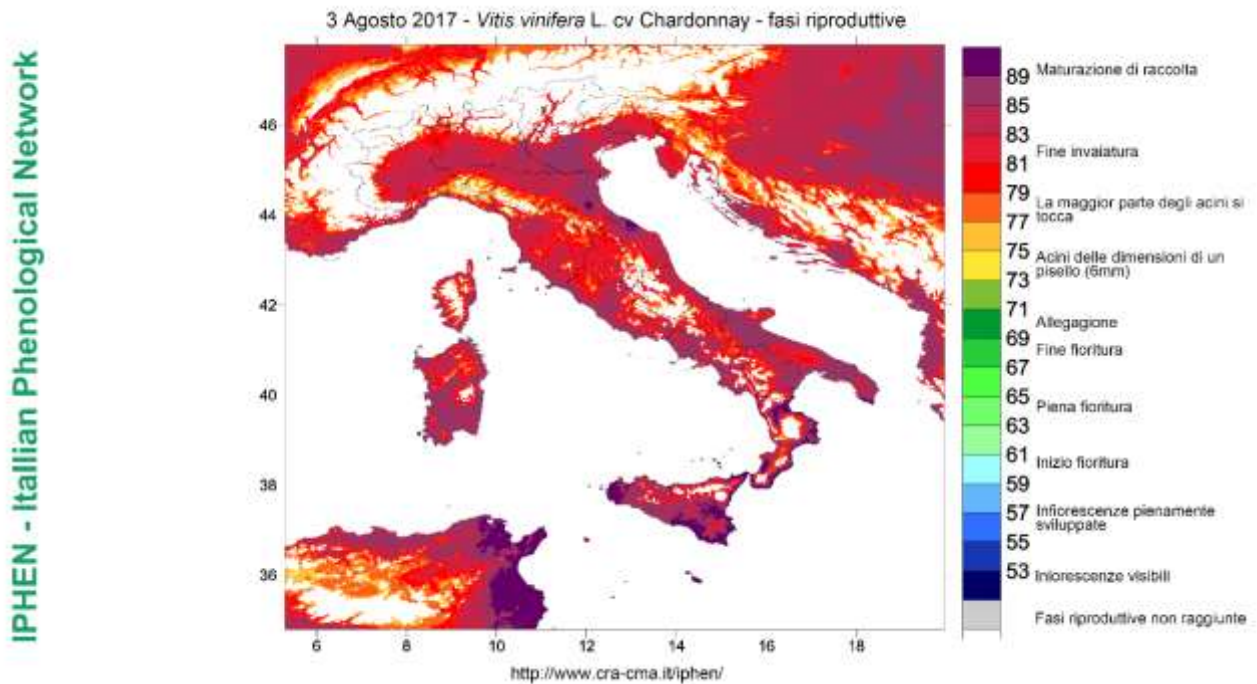 3 Agosto 2017 - Vitis vinifera L. cv Chardonnay - fasi riproduttive
IPHEN - Itallian Phenological Network
46
44
42
40
38
36
6
8
10
12
14
16
18
http://www.cra-cma.it/iphen/
89
Maturazione di raccolta
85
83
Fine invaiatura
81
79
La maggior parte degli acini si
tocca
77
75
Acini delle dimensioni di un
pisello (6mm)
73
71
Allegagione
69
Fine fioritura
67
65
Piena fioritura
63
61
Inizio fioritura
59
57
Infiorescenze pienamente
sviluppate
55
53
Iniorescenze visibili
Fasi riproduttive non raggiunte